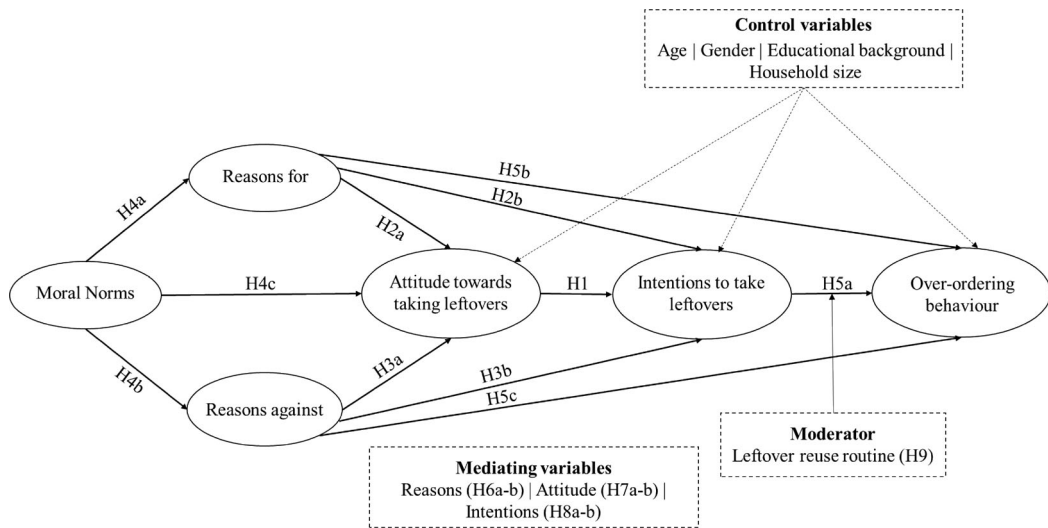 Control variables
Age | Gender | Educational background |
Household size
H5b
Reasons for
H2b
H4a
H2a
Moral Norms
H4c
Attitude towards
taking leftovers
H1
Intentions to take
leftovers
H5a
Over-ordering
behaviour
H4b
H3a
H3b
H5c
Reasons against
Moderator
Leftover reuse routine (H9)
Mediating variables
Reasons (H6a-b) | Attitude (H7a-b) |
Intentions (H8a-b)